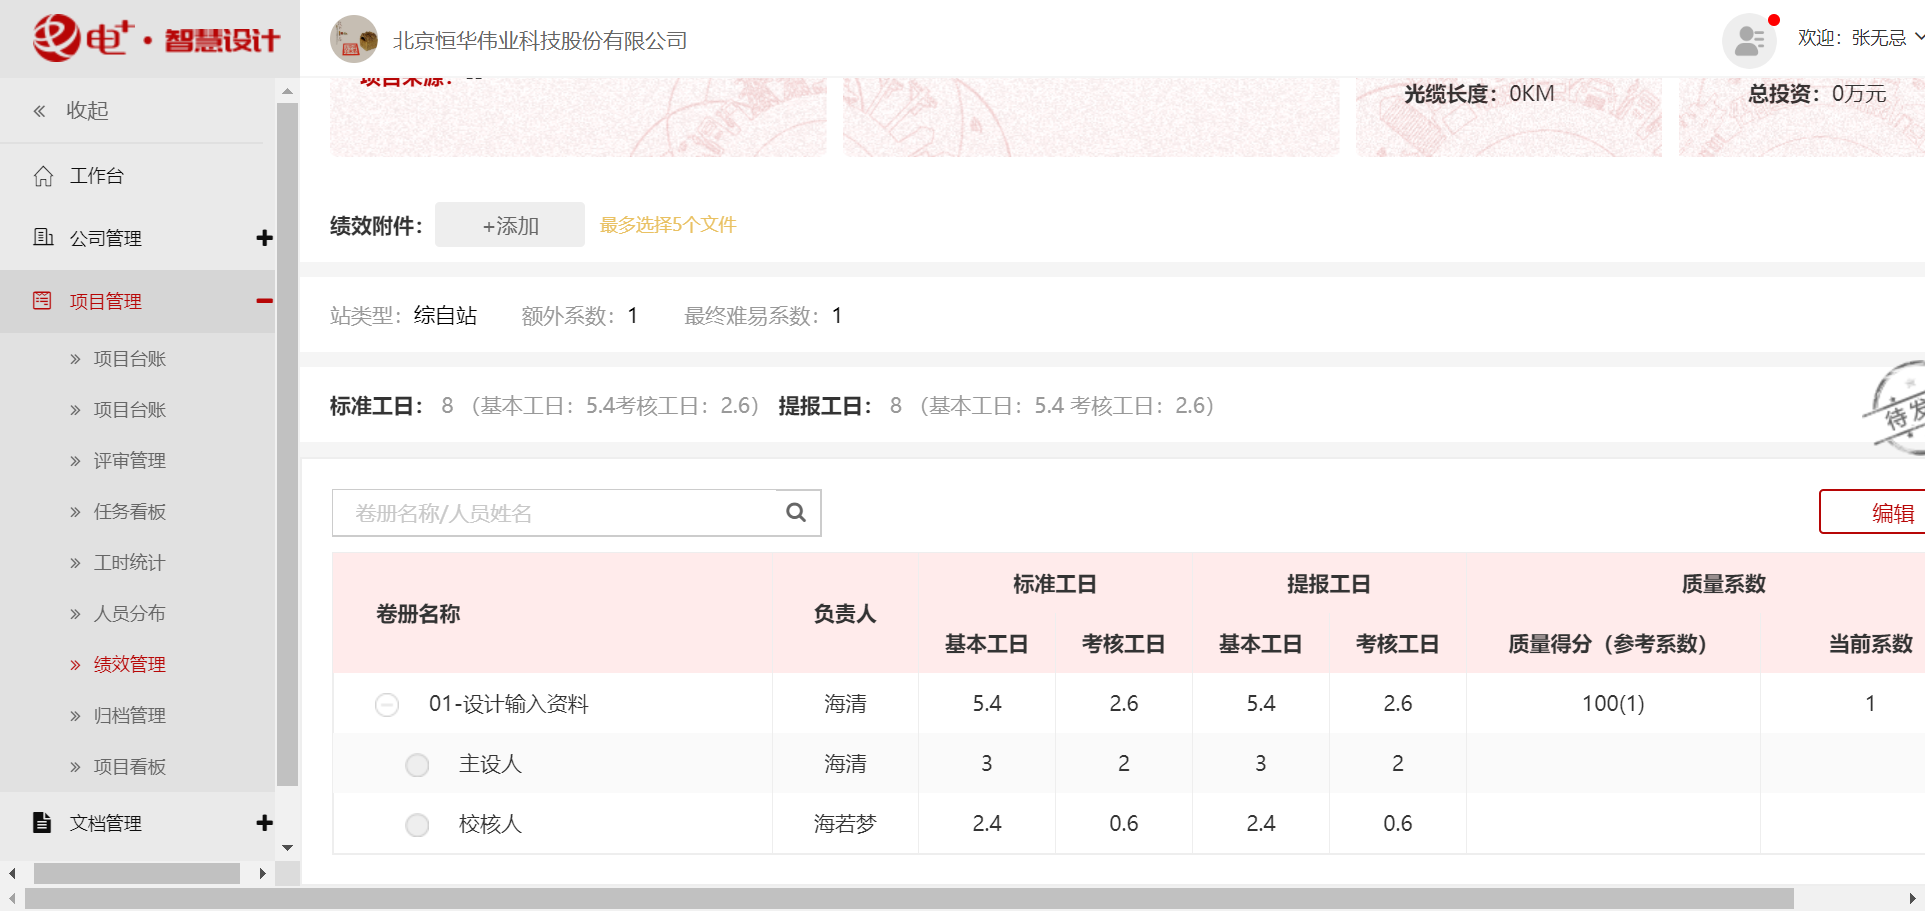 电+·智慧设计
北京恒华伟业科技股份有限公司
欢迎：张无忌
收起
工作台
公司管理
项目管理
项目台账
项目台账
评审管理
任务看板
工时统计
人员分布
绩效管理
归档管理
项目看板
文档管理
项目来源：--
光缆长度：0KM
总投资：0万元
绩效附件：
+添加
最多选择5个文件
站类型：综自站 额外系数：1 最终难易系数：1
标准工日： 8 （基本工日：5.4考核工日：2.6） 提报工日： 8 （基本工日：5.4 考核工日：2.6）
待发
卷册名称/人员姓名
编辑
卷册名称 负责人 标准工日 提报工日 质量系数
基本工日 考核工日 基本工日 考核工日 质量得分（参考系数） 当前系数
01-设计输入资料 海清 5.4 2.6 5.4 2.6 100(1) 1
主设人 海清 3 2 3 2
校核人 海若梦 2.4 0.6 2.4 0.6